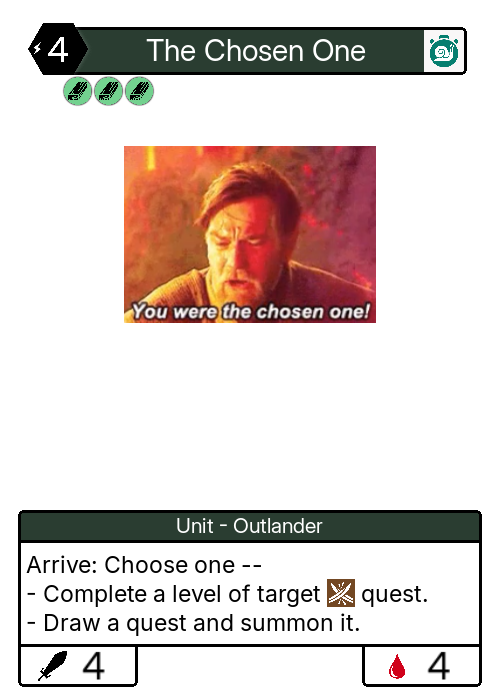 4
The Chosen One
You were the chosen one!
Unit - Outlander
Arrive: Choose one --
- Complete a level of target quest.
- Draw a quest and summon it.
4
4